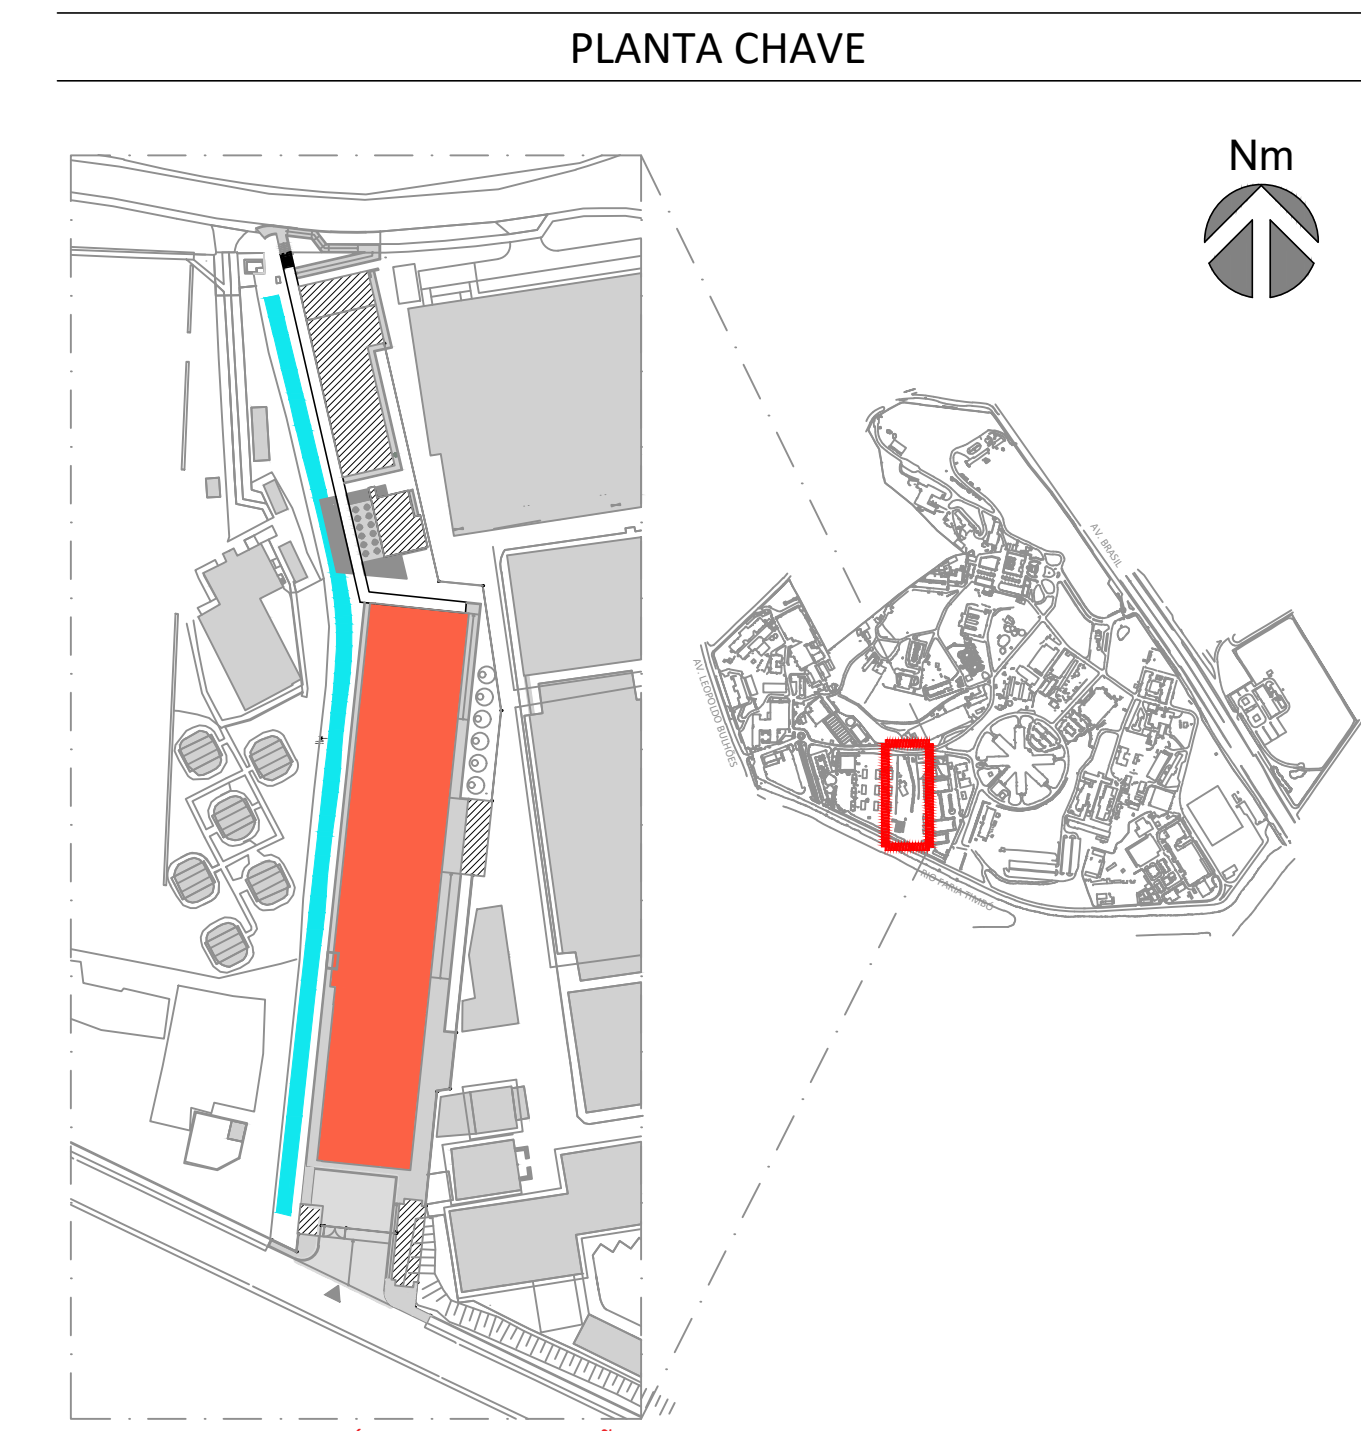 PLANTA CHAVE
Nm
AV. BRASIL
AV. LEOPOLDO BULHÕES
RIO FARIA TIMBÓ